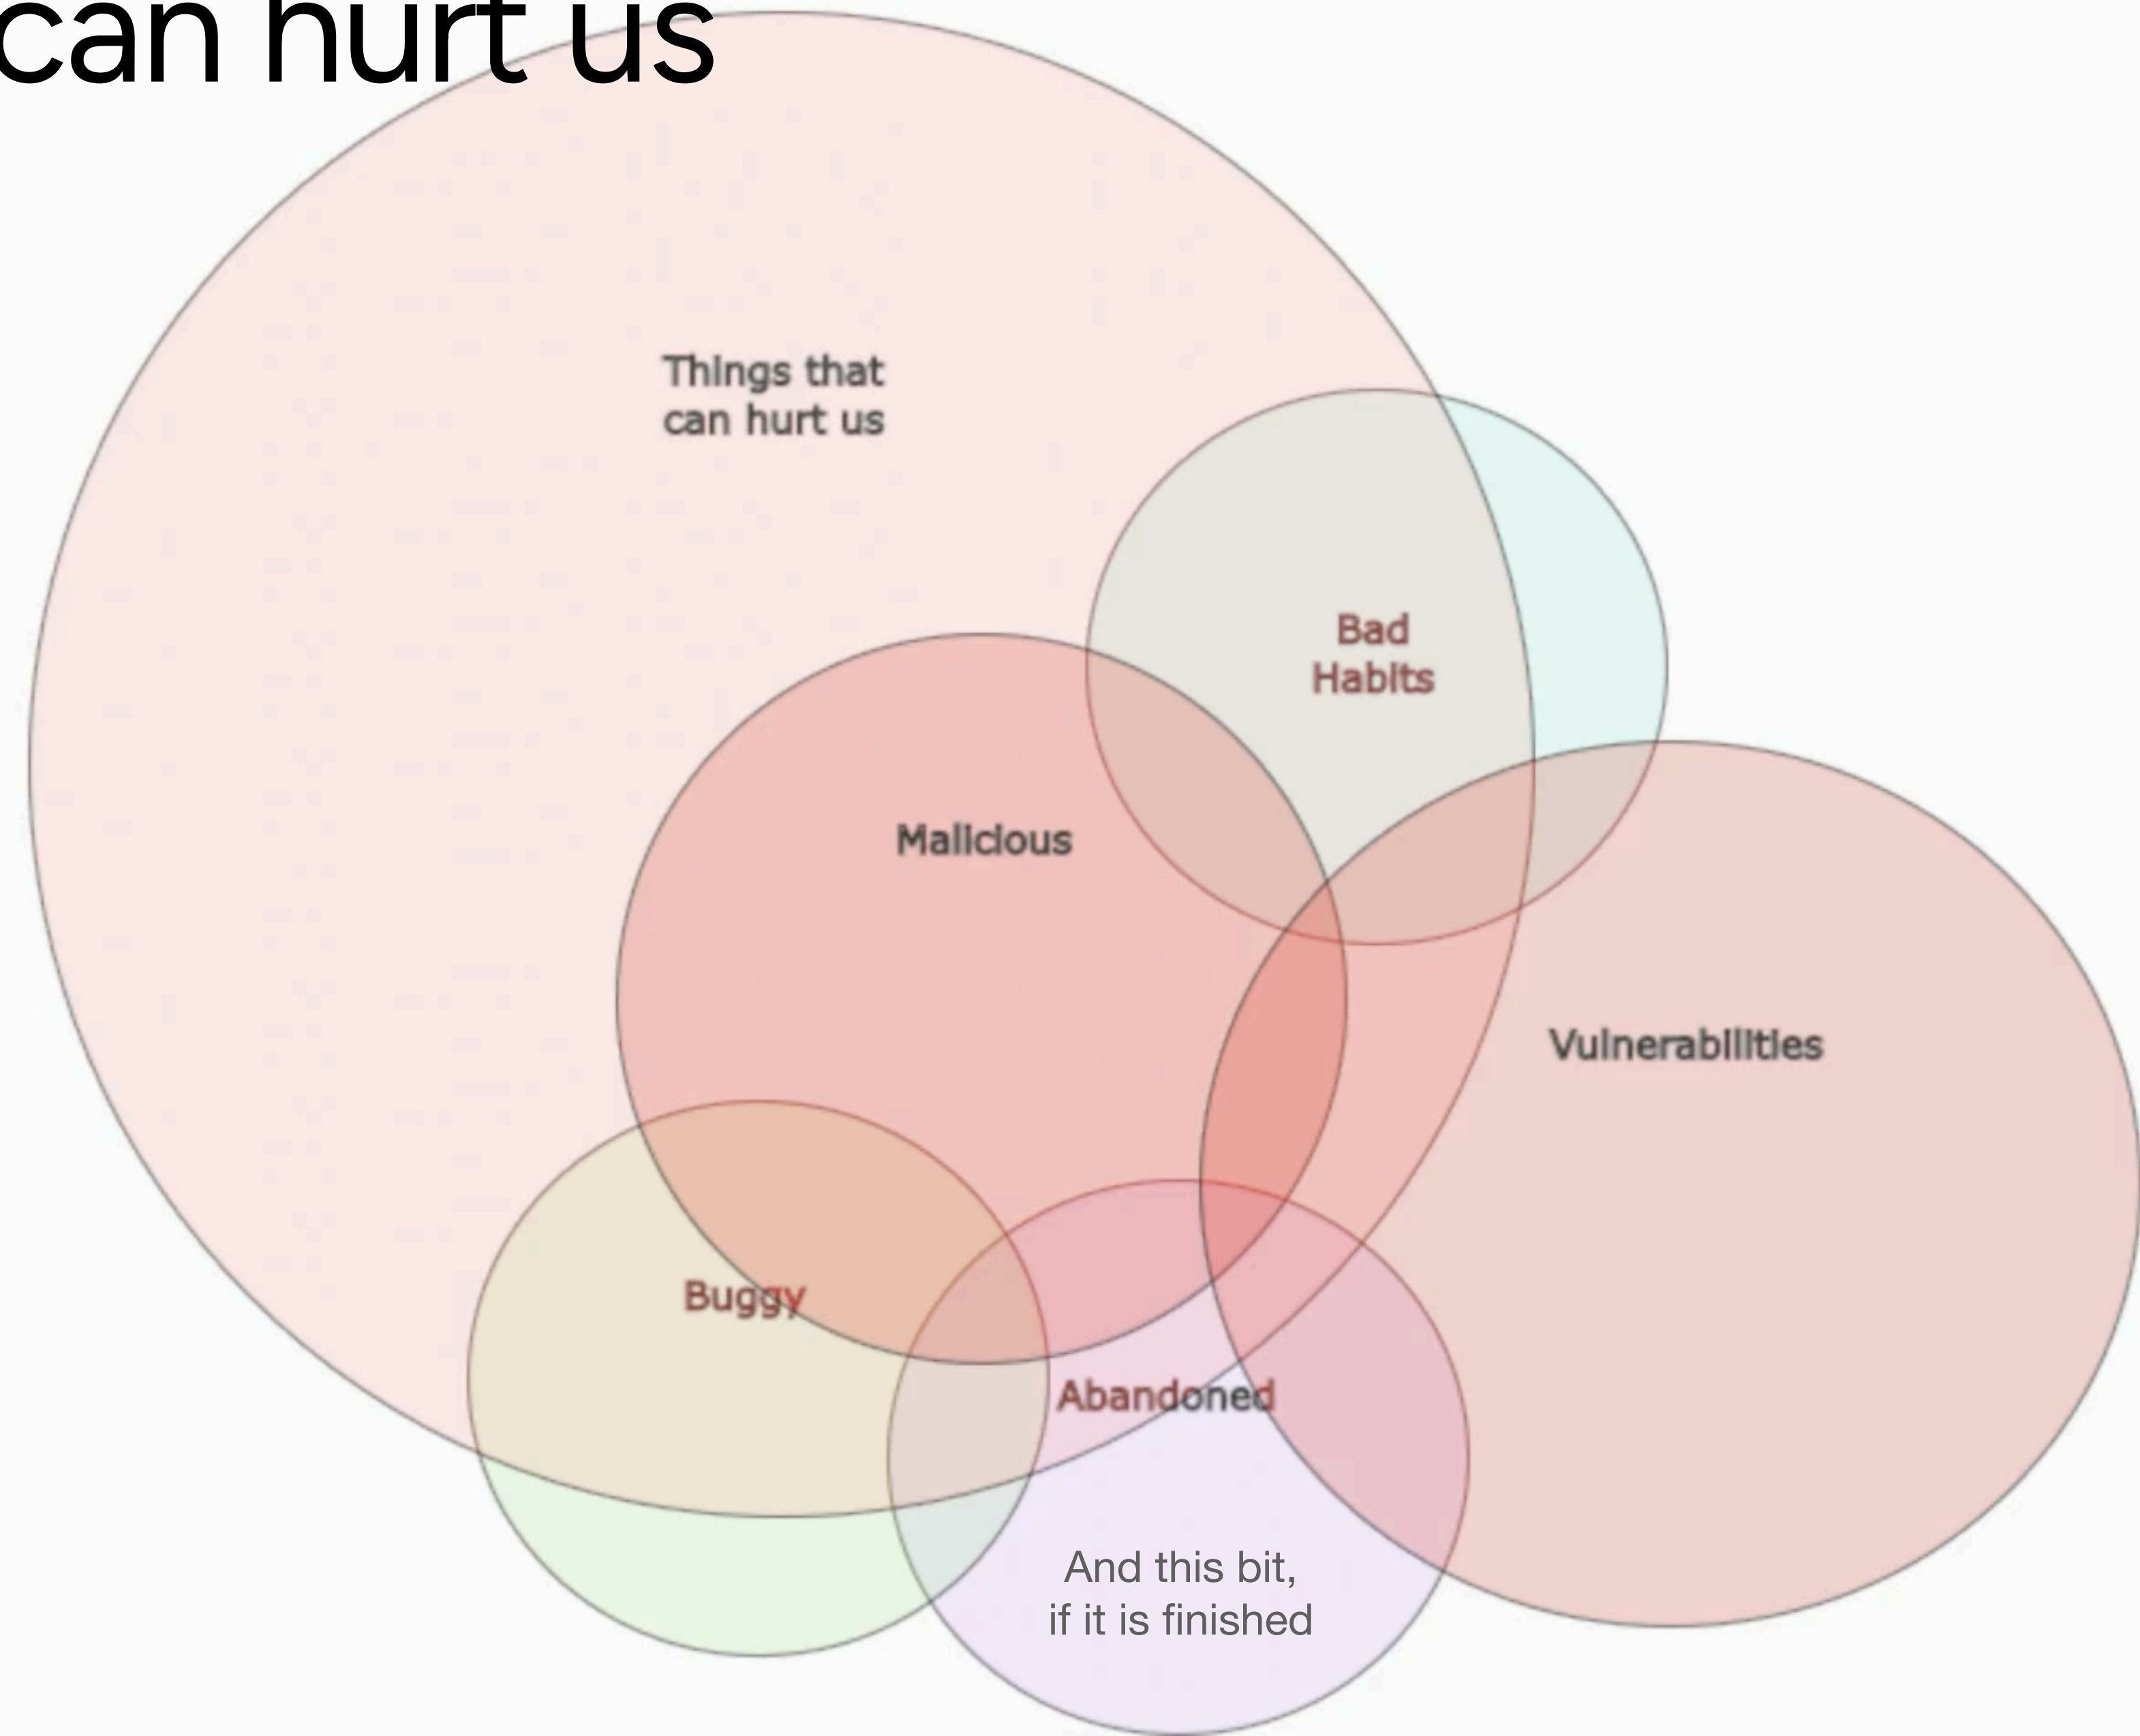 can hurt us
Things that
can hurt us
Bad
Habits
Malicious
Vulnerabilities
Buggy
Abandoned
And this bit,
if it is finished